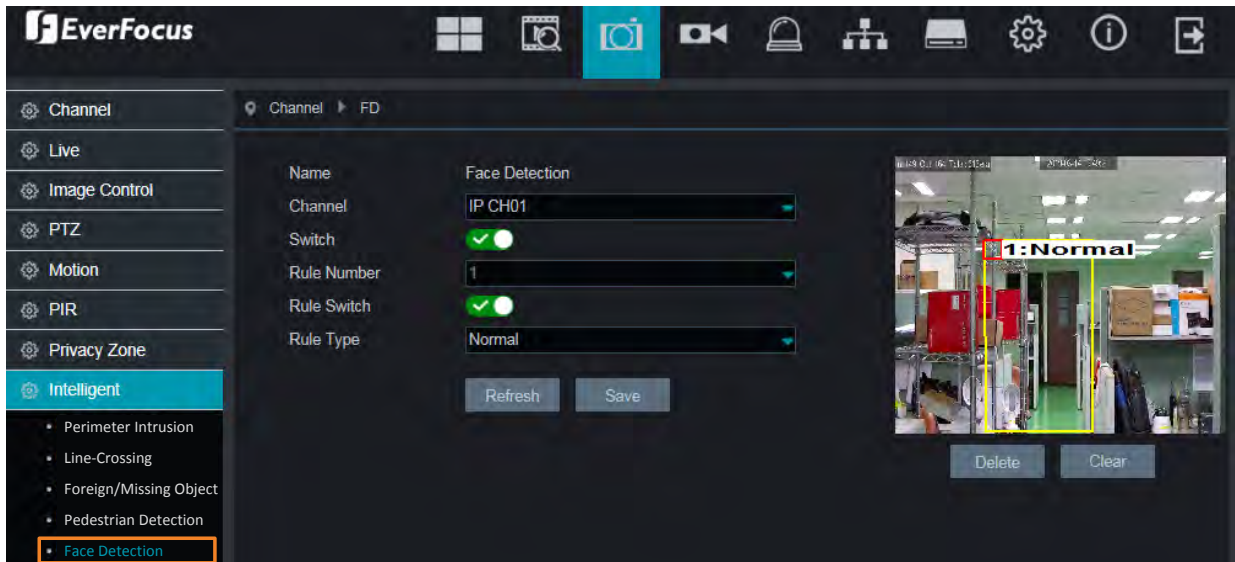 EverFocus
Channel
Live
Image Control
PTZ
Motion
PIR
Privacy Zone
Intelligent
Perimeter Intrusion
Line-Crossing
Foreign/Missing Object
Pedestrian Detection
Face Detection
Channel FD
Name Face Detection
Channel IP CH01
Switch
Rule Number 1
Rule Switch
Rule Type Normal
Refresh Save
1:Normal
Delete Clear